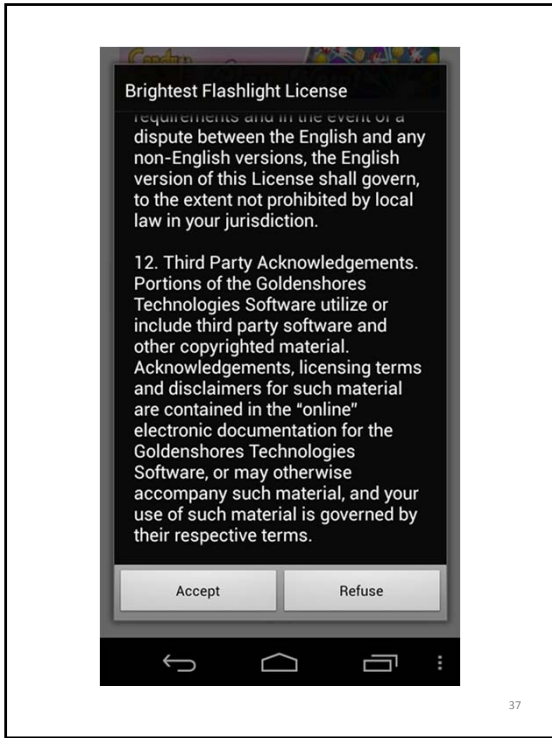 Brightest Flashlight License
requirements and in the event of a
dispute between the English and any
non-English versions, the English
version of this License shall govern,
to the extent not prohibited by local
law in your jurisdiction.
12. Third Party Acknowledgements.
Portions of the Goldenshores
Technologies Software utilize or
include third party software and
other copyrighted material.
Acknowledgements, licensing terms
and disclaimers for such material
are contained in the “online”
electronic documentation for the
Goldenshores Technologies
Software, or may otherwise
accompany such material, and your
use of such material is governed by
their respective terms.
Accept Refuse
37